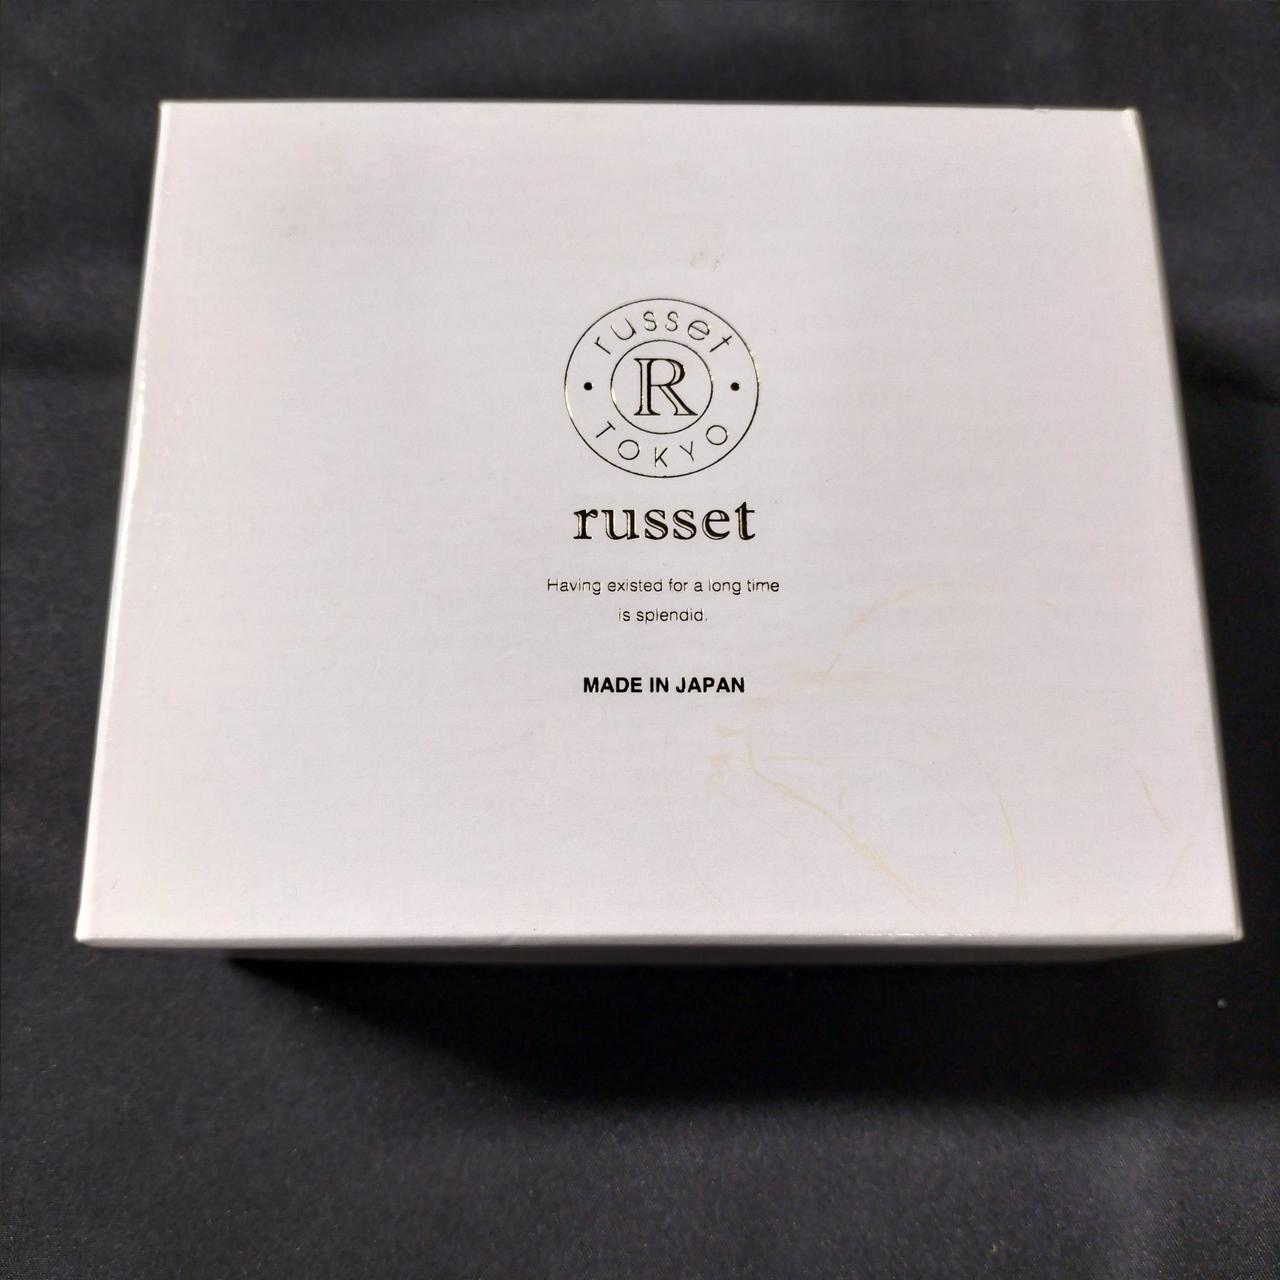 russet
R
TOKYO
russet
Having existed for a long time
is splendid.
MADE IN JAPAN